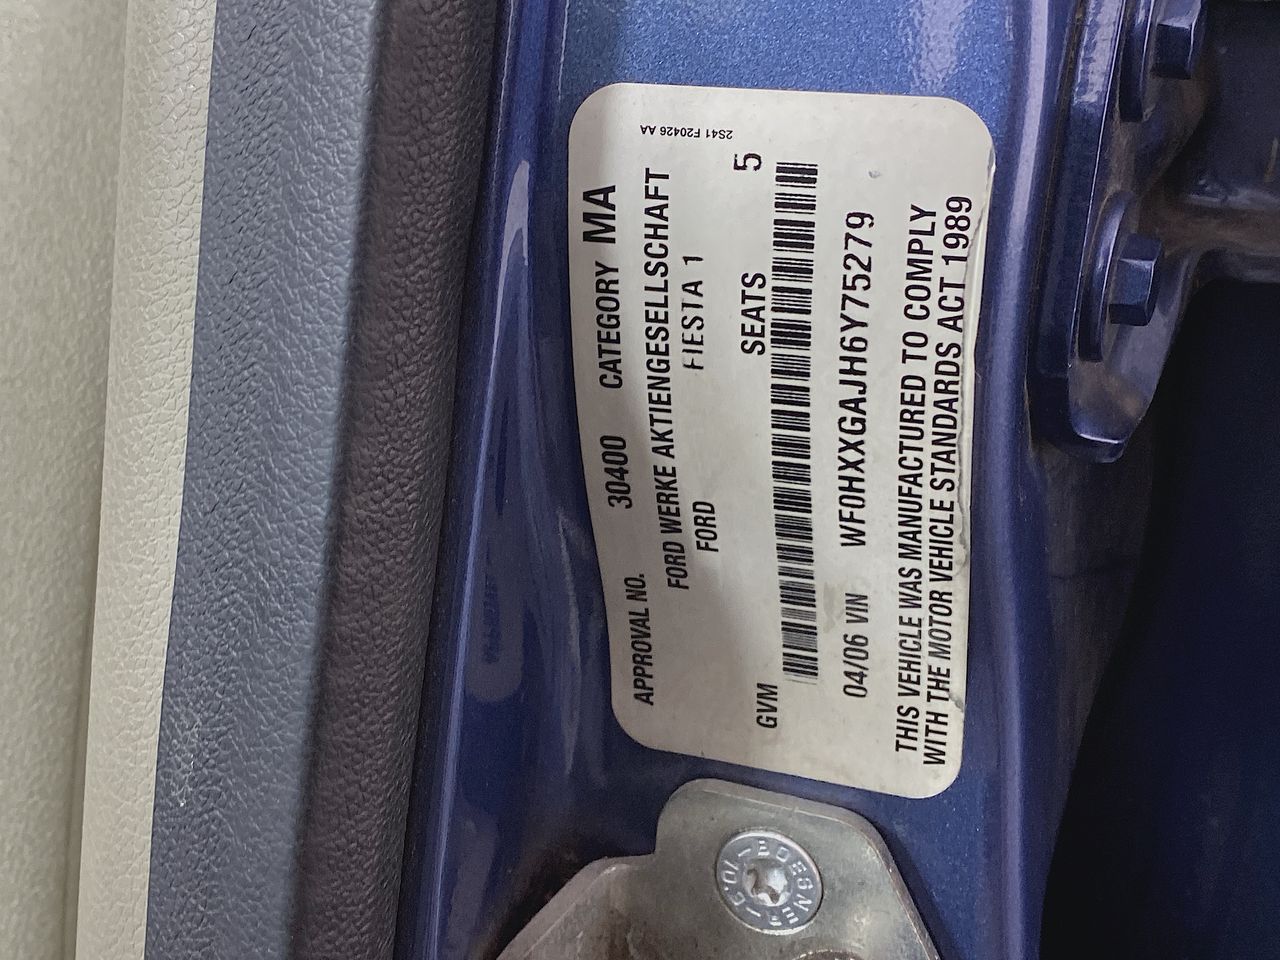 2S41 F20426 AA
APPROVAL NO. 30400 CATEGORY MA
FORD WERKE AKTIENGESELLSCHAFT
FORD FIESTA 1
GVM SEATS 5
04/06 VIN WF0HXXGAJH6Y75279
THIS VEHICLE WAS MANUFACTURED TO COMPLY
WITH THE MOTOR VEHICLE STANDARDS ACT 1989